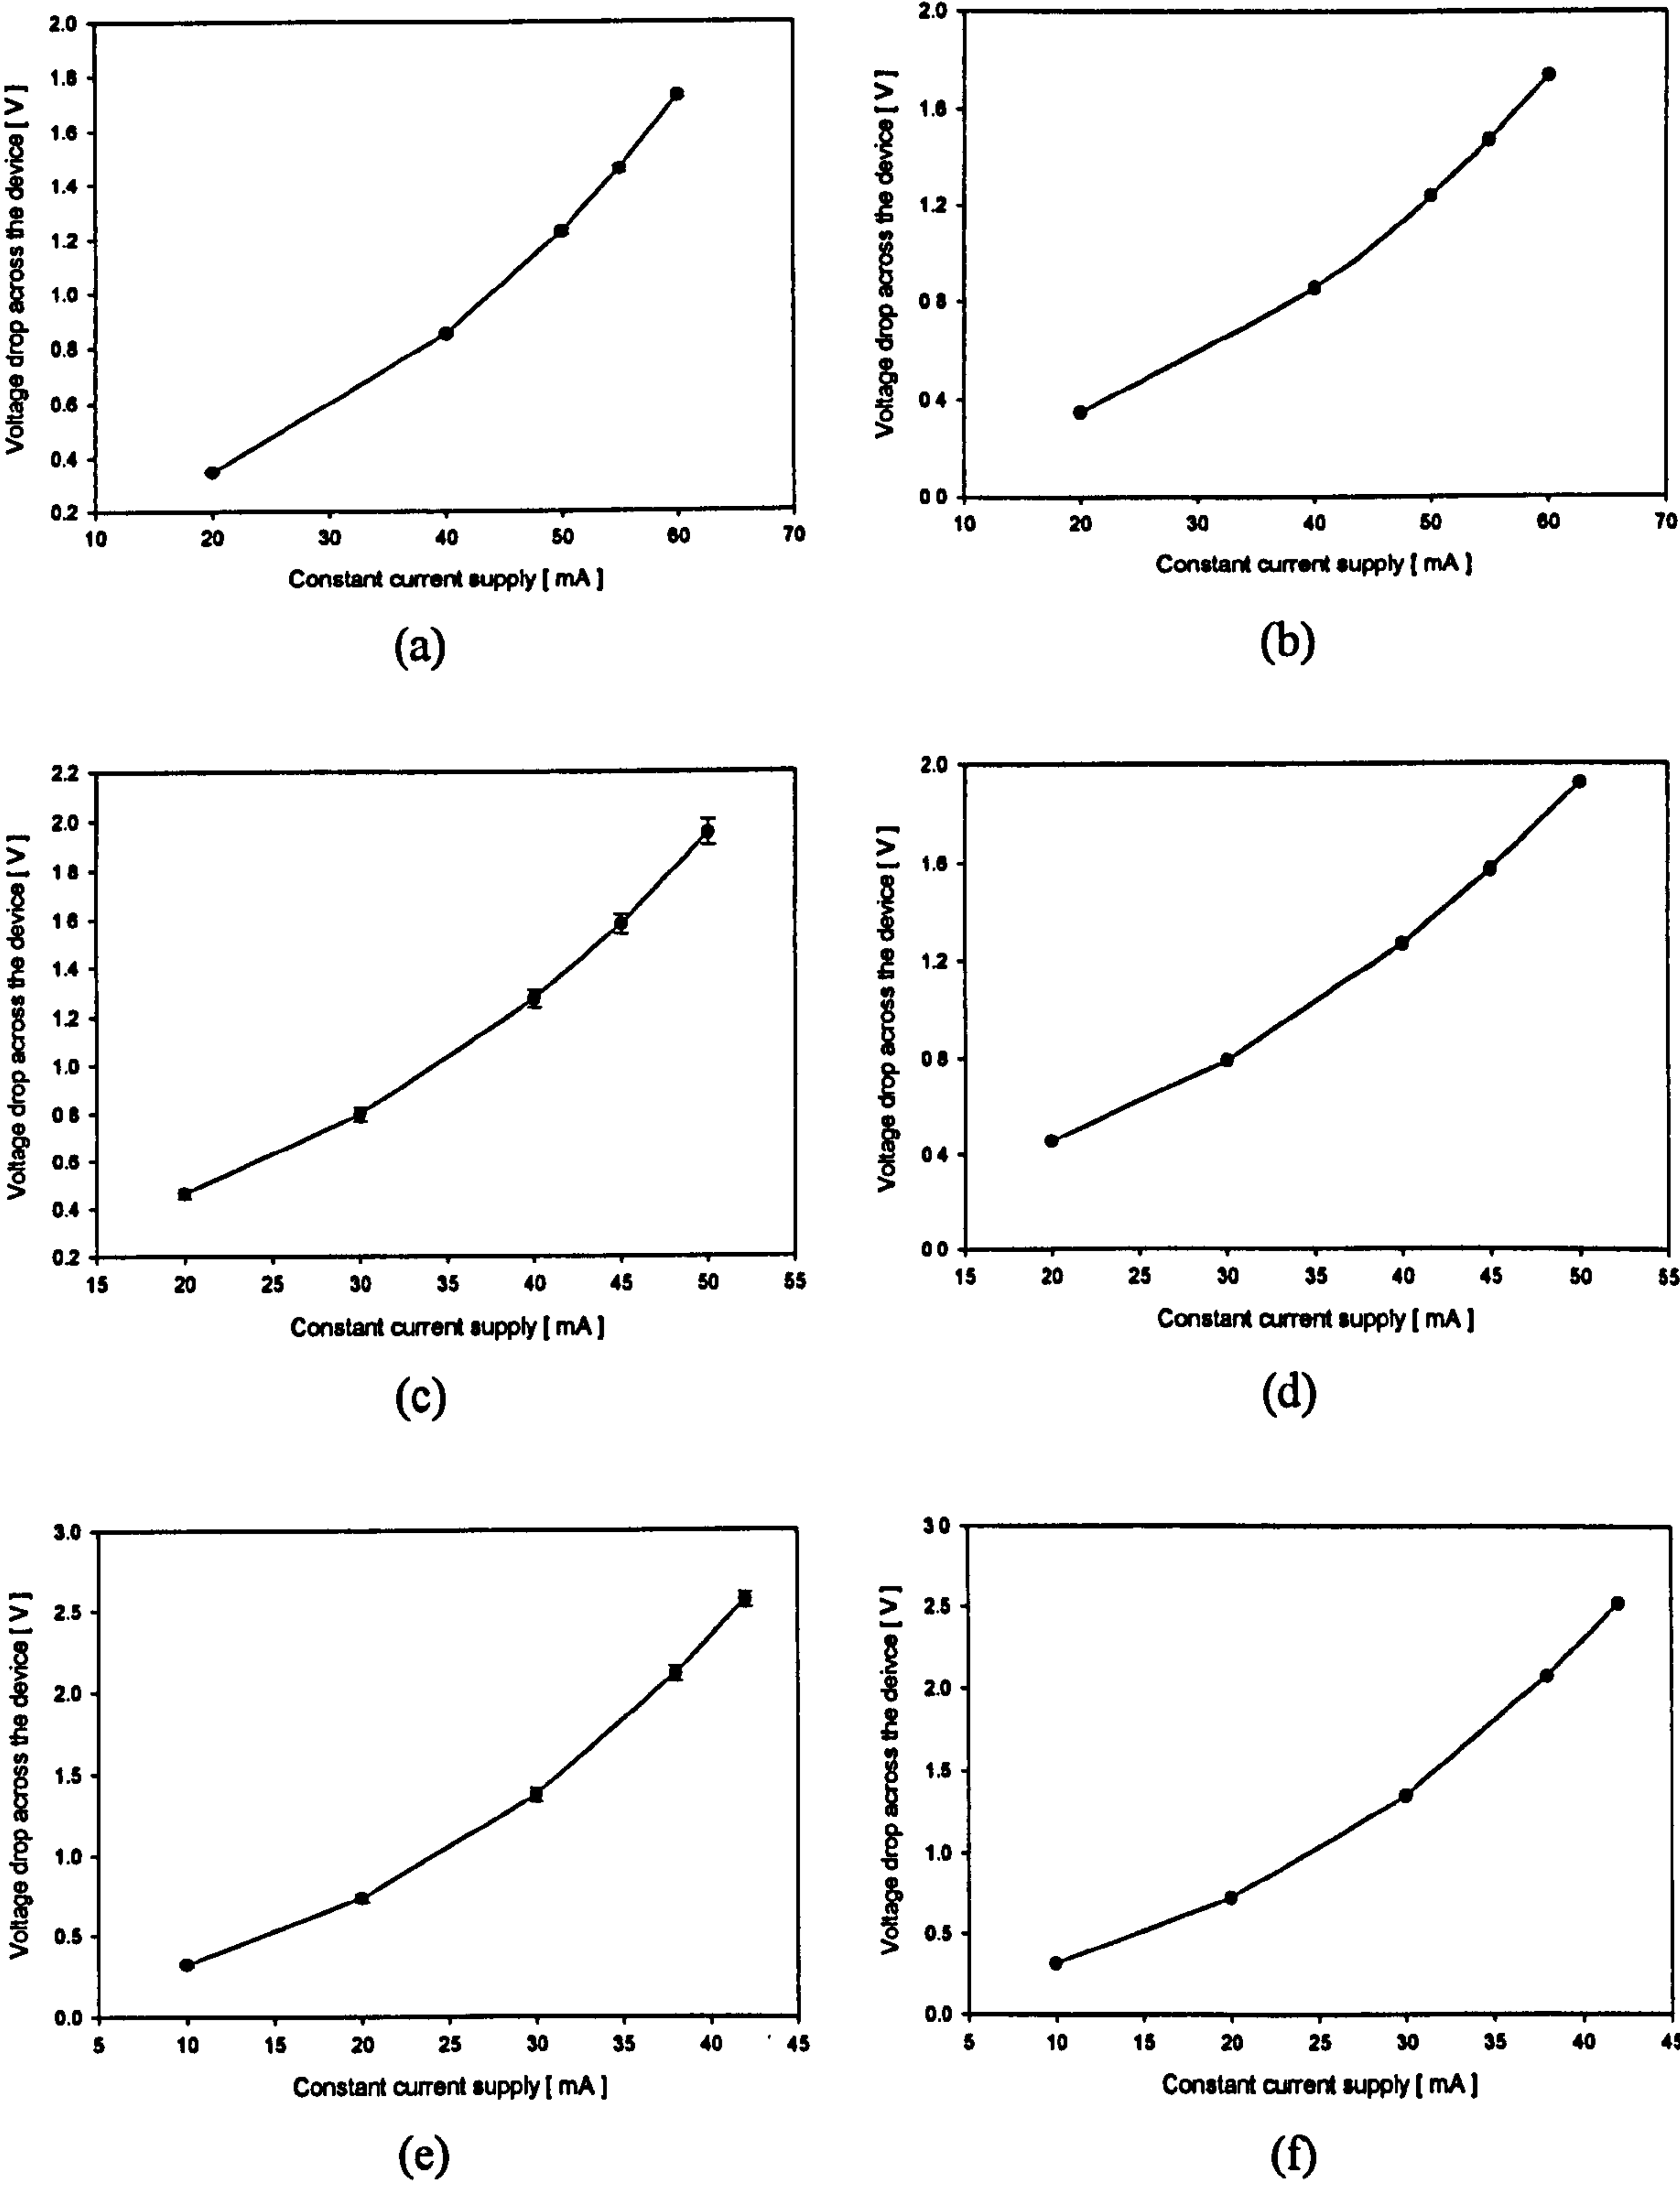 Voltage drop across the device [ V ]
2.0
1.8
1.6
1.4
1.2
1.0
0.8
0.6
0.4
0.2
10 20 30 40 50 60 70
Constant current supply [ mA ]
(a)
Voltage drop across the device [ V ]
2.0
1.6
1.2
0 8
0 4
0 0
10 20 30 40 50 60 70
Constant current supply [ mA ]
(b)
Voltage drop across the device [ V ]
2.2
2.0
1 8
1 6
1.4
1.2
1.0
0 8
0.6
0.4
0.2
15 20 25 30 35 40 45 50 55
Constant current supply [ mA ]
(c)
Voltage drop across the device [ V ]
2.0
1.6
1.2
0 8
0 4
0 0
15 20 25 30 35 40 45 50 55
Constant current supply [ mA ]
(d)
Voltage drop across the device [ V ]
3.0
2.5
2.0
1.5
1.0
0.5
0.0
5 10 15 20 25 30 35 40 45
Constant current supply [ mA ]
(e)
Voltage drop across the deivce [ V ]
3 0
2.5
2.0
1.5
1.0
0.5
0.0
5 10 15 20 25 30 35 40 45
Constant current supply [ mA ]
(f)